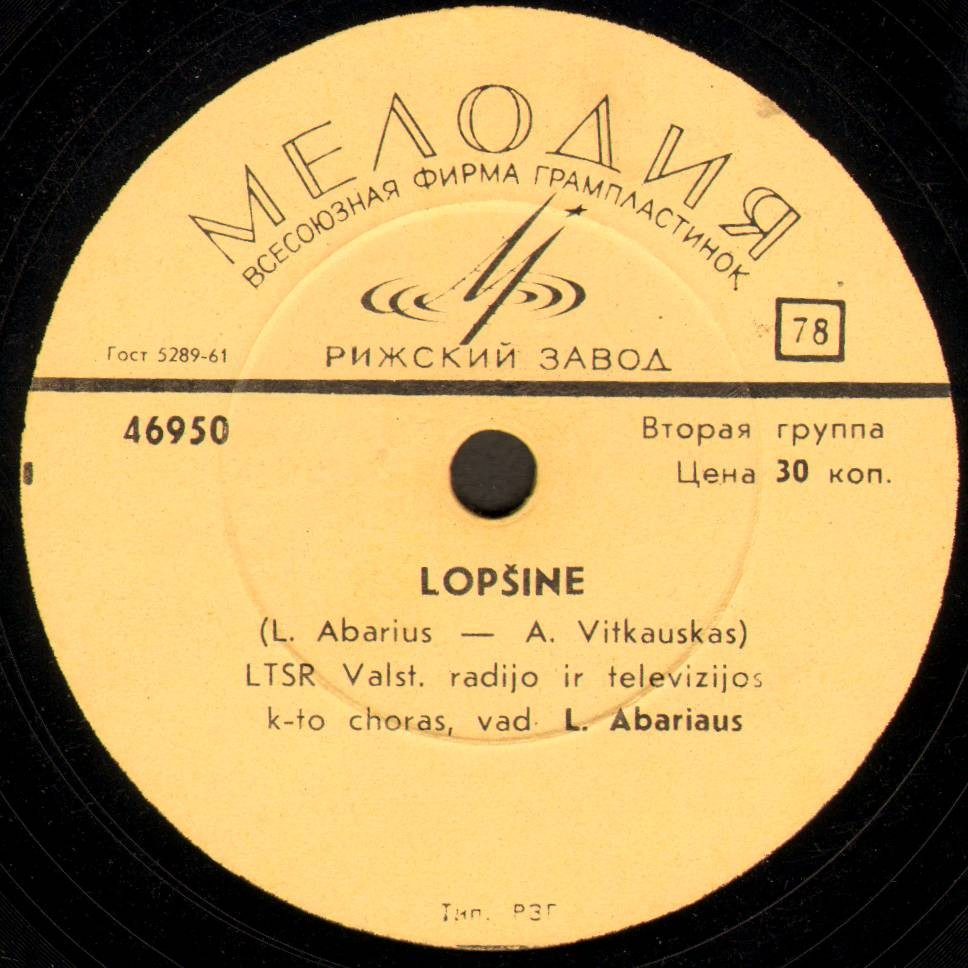 МЕЛОДИЯ
ВСЕСОЮЗНАЯ ФИРМА ГРАМПЛАСТИНОК
78
Гост 5289-61
РИЖСКИЙ ЗАВОД
46950
Вторая группа
Цена 30 коп.
LOPŠINE
(L. Abarius — A. Vitkauskas)
LTSR Valst. radijo ir televizijos
k-to choras, vad. L. Abariaus
Тип. РЗГ